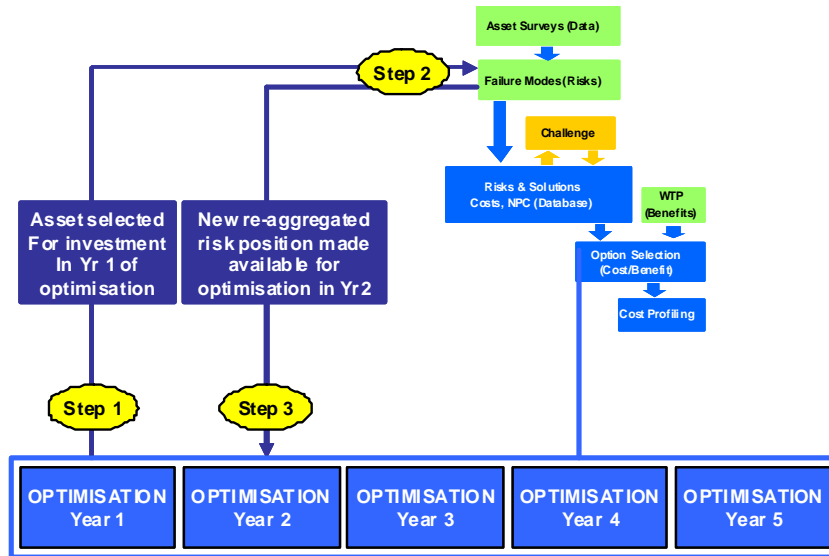 Asset Surveys (Data)
Step 2
Failure Modes (Risks)
Challenge
Risks & Solutions
Costs, NPC (Database)
WTP
(Benefits)
Asset selected
For investment
In Yr 1 of
optimisation
New re-aggregated
risk position made
available for
optimisation in Yr2
Option Selection
(Cost/Benefit)
Cost Profiling
Step 1
Step 3
OPTIMISATION
Year 1
OPTIMISATION
Year 2
OPTIMISATION
Year 3
OPTIMISATION
Year 4
OPTIMISATION
Year 5